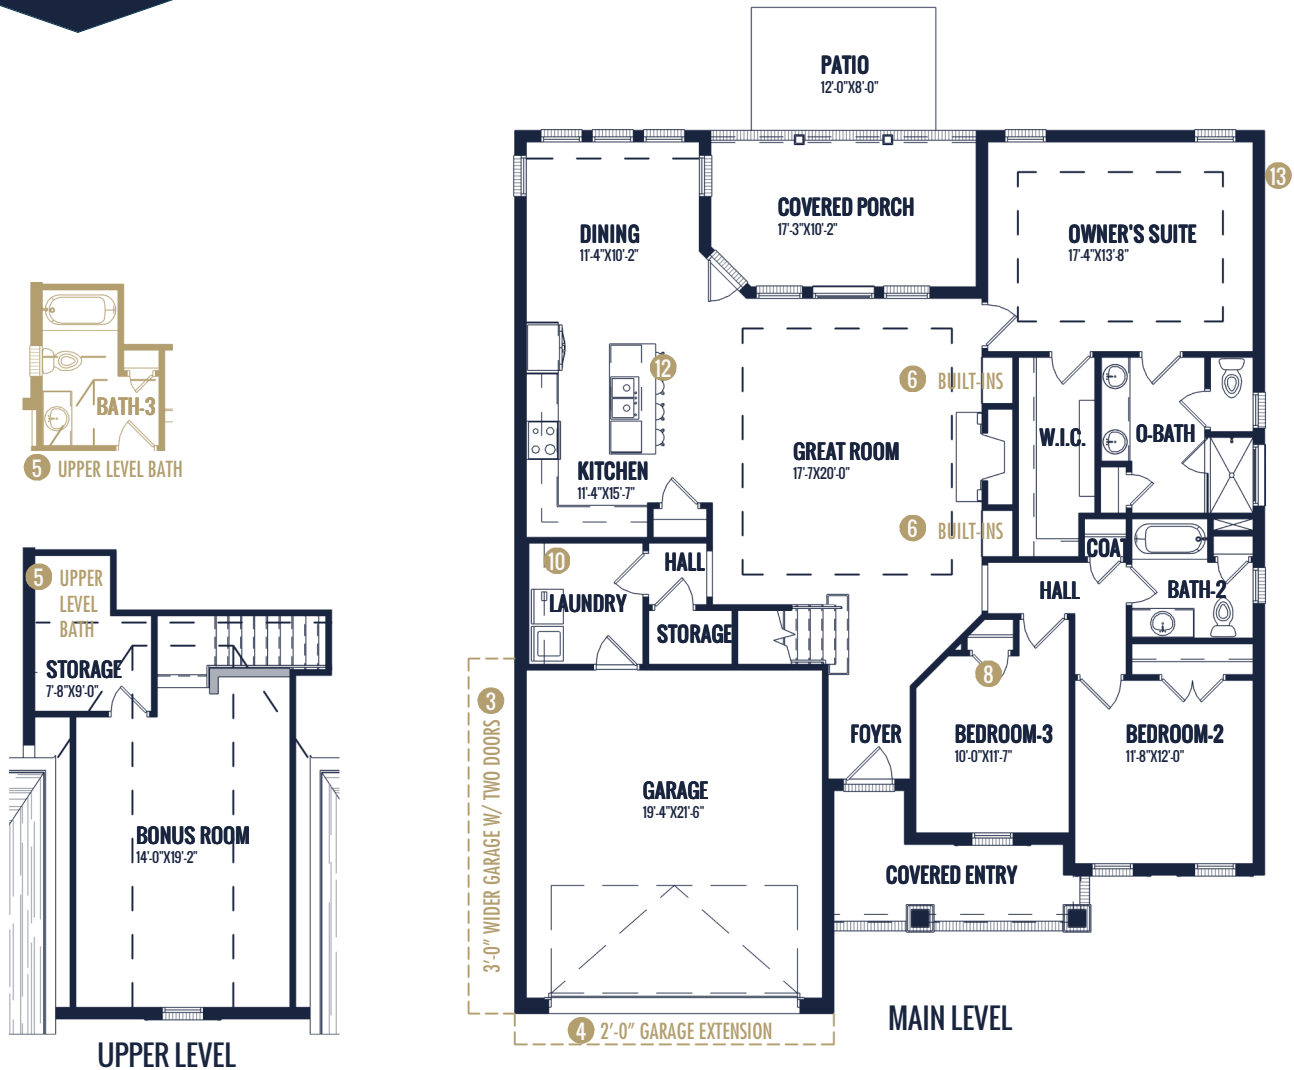 PATIO
12'-0"X8'-0"
COVERED PORCH
17'-3"X10'-2"
DINING
11'-4"X10'-2"
OWNER'S SUITE
17'-4"X13'-8"
13
12
6 BUILT-INS
GREAT ROOM
17'-7X20'-0"
KITCHEN
11'-4"X15'-7"
W.I.C.
O-BATH
6 BUILT-INS
COAT
10
HALL
LAUNDRY
STORAGE
HALL
BATH-2
8
FOYER
BEDROOM-3
10'-0"X11'-7"
BEDROOM-2
11'-8"X12'-0"
3
3'-0" WIDER GARAGE W/ TWO DOORS
GARAGE
19'-4"X21'-6"
COVERED ENTRY
4 2'-0" GARAGE EXTENSION
MAIN LEVEL
BATH-3
5 UPPER LEVEL BATH
5 UPPER
LEVEL
BATH
STORAGE
7'-8"X9'-0"
BONUS ROOM
14'-0"X19'-2"
UPPER LEVEL